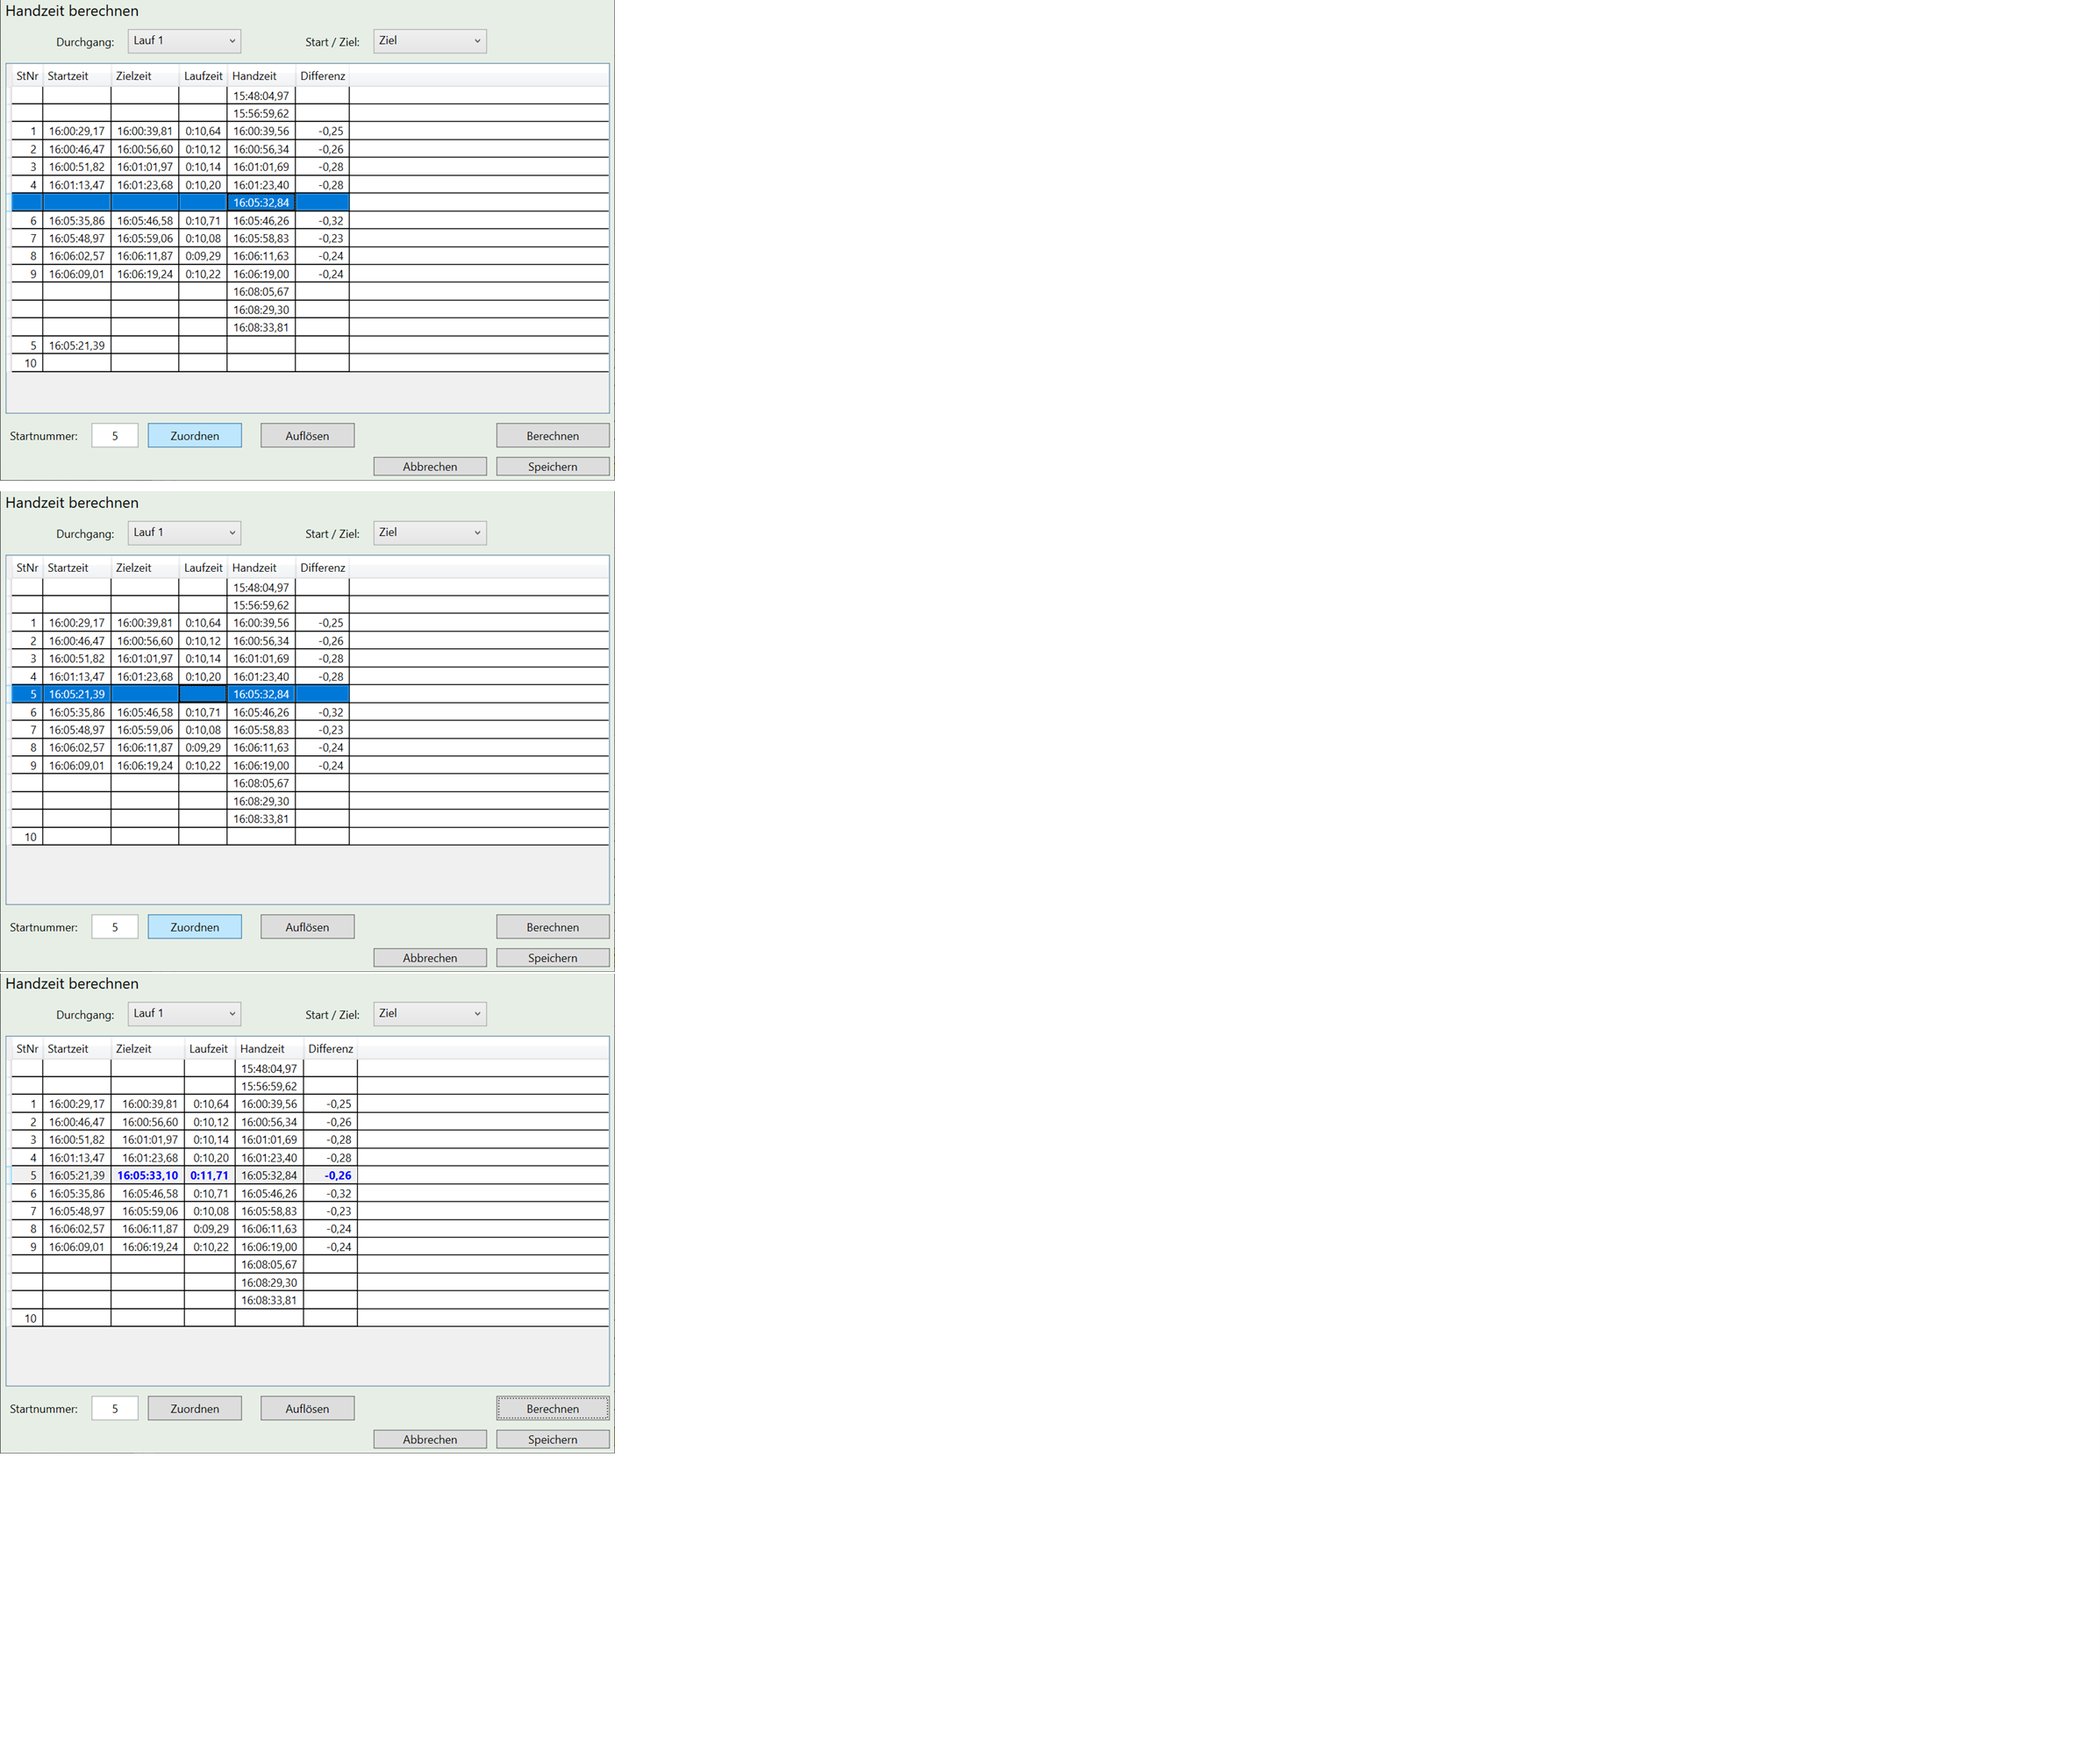 Handzeit berechnen
Durchgang: Lauf 1 Start / Ziel: Ziel
StNr Startzeit Zielzeit Laufzeit Handzeit Differenz
15:48:04,97
15:56:59,62
1 16:00:29,17 16:00:39,81 0:10,64 16:00:39,56 -0,25
2 16:00:46,47 16:00:56,60 0:10,12 16:00:56,34 -0,26
3 16:00:51,82 16:01:01,97 0:10,14 16:01:01,69 -0,28
4 16:01:13,47 16:01:23,68 0:10,20 16:01:23,40 -0,28
16:05:32,84
6 16:05:35,86 16:05:46,58 0:10,71 16:05:46,26 -0,32
7 16:05:48,97 16:05:59,06 0:10,08 16:05:58,83 -0,23
8 16:06:02,57 16:06:11,87 0:09,29 16:06:11,63 -0,24
9 16:06:09,01 16:06:19,24 0:10,22 16:06:19,00 -0,24
16:08:05,67
16:08:29,30
16:08:33,81
5 16:05:21,39
10
Startnummer: 5 Zuordnen Auflösen Berechnen
Abbrechen Speichern
Handzeit berechnen
Durchgang: Lauf 1 Start / Ziel: Ziel
StNr Startzeit Zielzeit Laufzeit Handzeit Differenz
15:48:04,97
15:56:59,62
1 16:00:29,17 16:00:39,81 0:10,64 16:00:39,56 -0,25
2 16:00:46,47 16:00:56,60 0:10,12 16:00:56,34 -0,26
3 16:00:51,82 16:01:01,97 0:10,14 16:01:01,69 -0,28
4 16:01:13,47 16:01:23,68 0:10,20 16:01:23,40 -0,28
5 16:05:21,39 16:05:32,84
6 16:05:35,86 16:05:46,58 0:10,71 16:05:46,26 -0,32
7 16:05:48,97 16:05:59,06 0:10,08 16:05:58,83 -0,23
8 16:06:02,57 16:06:11,87 0:09,29 16:06:11,63 -0,24
9 16:06:09,01 16:06:19,24 0:10,22 16:06:19,00 -0,24
16:08:05,67
16:08:29,30
16:08:33,81
10
Startnummer: 5 Zuordnen Auflösen Berechnen
Abbrechen Speichern
Handzeit berechnen
Durchgang: Lauf 1 Start / Ziel: Ziel
StNr Startzeit Zielzeit Laufzeit Handzeit Differenz
15:48:04,97
15:56:59,62
1 16:00:29,17 16:00:39,81 0:10,64 16:00:39,56 -0,25
2 16:00:46,47 16:00:56,60 0:10,12 16:00:56,34 -0,26
3 16:00:51,82 16:01:01,97 0:10,14 16:01:01,69 -0,28
4 16:01:13,47 16:01:23,68 0:10,20 16:01:23,40 -0,28
5 16:05:21,39 16:05:33,10 0:11,71 16:05:32,84 -0,26
6 16:05:35,86 16:05:46,58 0:10,71 16:05:46,26 -0,32
7 16:05:48,97 16:05:59,06 0:10,08 16:05:58,83 -0,23
8 16:06:02,57 16:06:11,87 0:09,29 16:06:11,63 -0,24
9 16:06:09,01 16:06:19,24 0:10,22 16:06:19,00 -0,24
16:08:05,67
16:08:29,30
16:08:33,81
10
Startnummer: 5 Zuordnen Auflösen Berechnen
Abbrechen Speichern